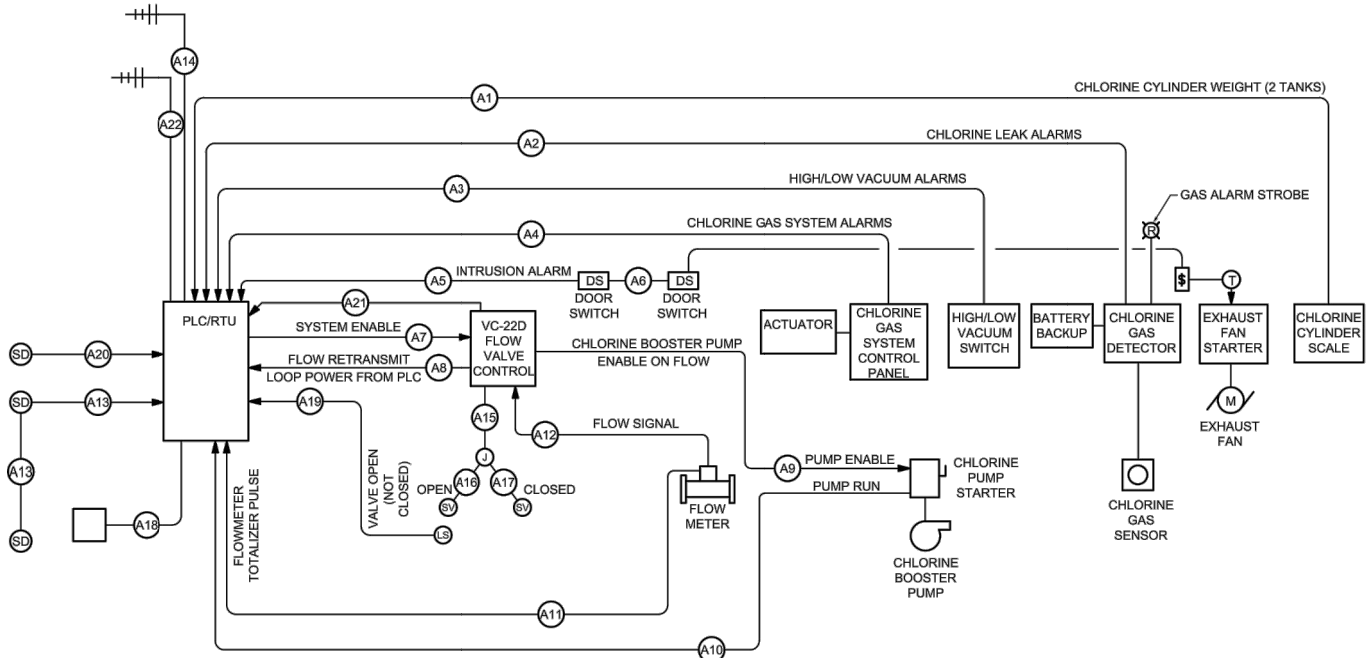 A14
A22
A1
CHLORINE CYLINDER WEIGHT (2 TANKS)
A2
CHLORINE LEAK ALARMS
A3
HIGH/LOW VACUUM ALARMS
GAS ALARM STROBE
R
A4
CHLORINE GAS SYSTEM ALARMS
A5
INTRUSION ALARM
DS
A6
DS
DOOR
SWITCH
DOOR
SWITCH
$
T
A21
PLC/RTU
SYSTEM ENABLE
A7
VC-22D
FLOW
VALVE
CONTROL
FLOW RETRANSMIT
A8
LOOP POWER FROM PLC
CHLORINE BOOSTER PUMP
ENABLE ON FLOW
ACTUATOR
CHLORINE
GAS
SYSTEM
CONTROL
PANEL
HIGH/LOW
VACUUM
SWITCH
BATTERY
BACKUP
CHLORINE
GAS
DETECTOR
EXHAUST
FAN
STARTER
CHLORINE
CYLINDER
SCALE
SD
A20
SD
A13
A19
A15
A12
FLOW SIGNAL
M
EXHAUST
FAN
A13
J
A16
A17
OPEN
CLOSED
SV
SV
VALVE OPEN
(NOT
CLOSED)
LS
A9
PUMP ENABLE
PUMP RUN
CHLORINE
PUMP
STARTER
FLOW
METER
CHLORINE
GAS
SENSOR
SD
A18
FLOWMETER
TOTALIZER PULSE
CHLORINE
BOOSTER
PUMP
A11
A10